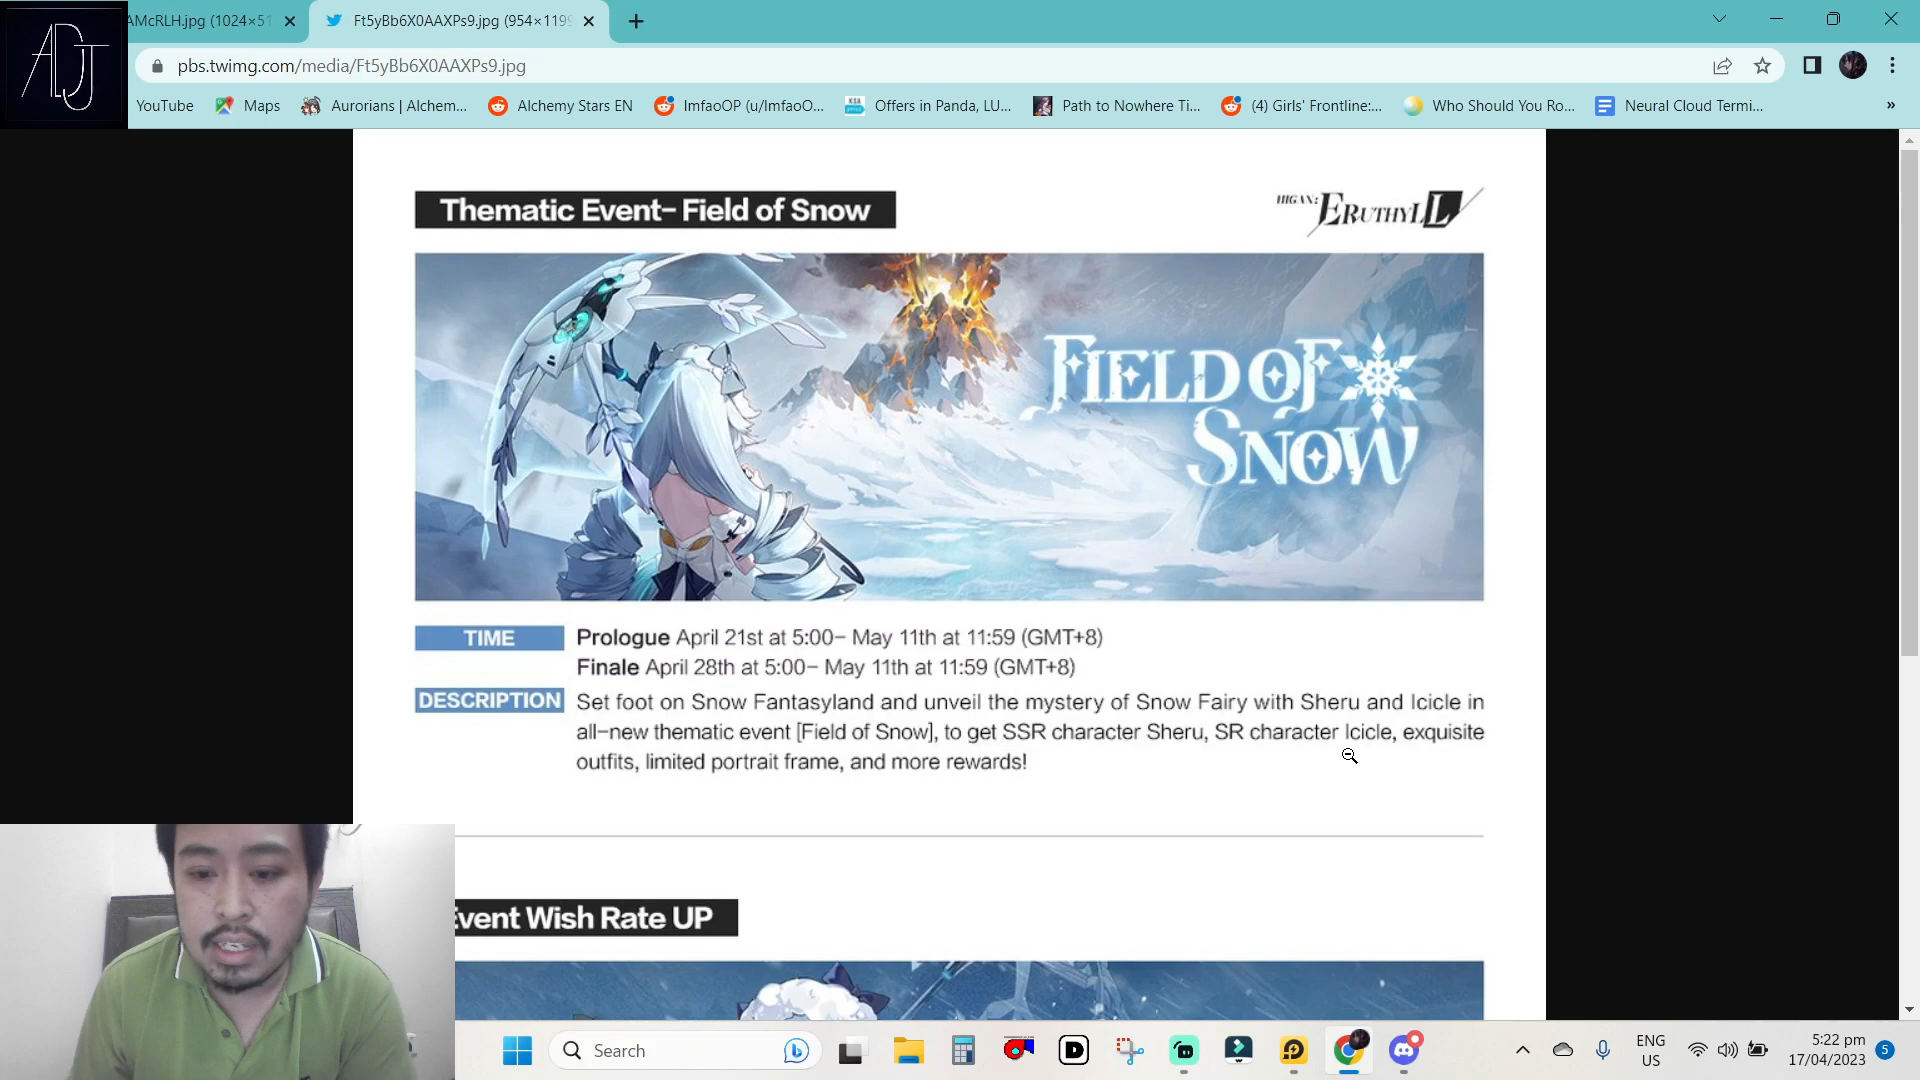 AMcRLH.jpg (1024×51
Ft5yBb6X0AAXPs9.jpg (954×1199
pbs.twimg.com/media/Ft5yBb6X0AAXPs9.jpg
YouTube
Maps
Aurorians | Alchem...
Alchemy Stars EN
ImfaoOP (u/ImfaoO...
Offers in Panda, LU...
Path to Nowhere Ti...
(4) Girls' Frontline:...
Who Should You Ro...
Neural Cloud Termi...
»
ADJ
Thematic Event- Field of Snow
HIGAN: ERUTHYLL
FIELD OF
SNOW
TIME
Prologue April 21st at 5:00- May 11th at 11:59 (GMT+8)
Finale April 28th at 5:00- May 11th at 11:59 (GMT+8)
DESCRIPTION
Set foot on Snow Fantasyland and unveil the mystery of Snow Fairy with Sheru and Icicle in
all-new thematic event [Field of Snow], to get SSR character Sheru, SR character Icicle, exquisite
outfits, limited portrait frame, and more rewards!
Event Wish Rate UP
Search
ENG
US
5:22 pm
17/04/2023
5